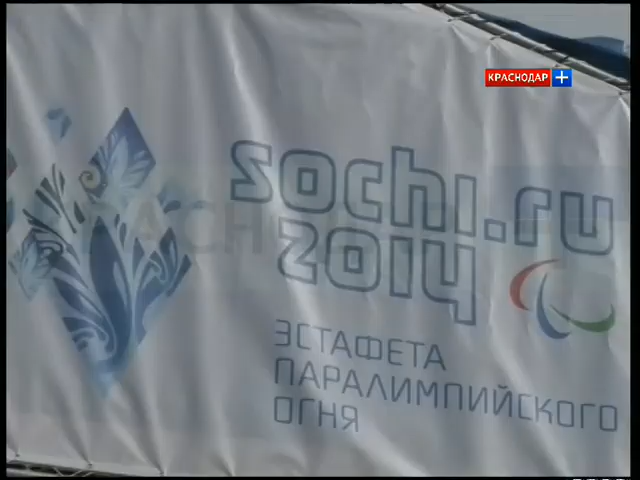 КРАСНОДАР +
sochi.ru
2014
ЭСТАФЕТА
ПАРАЛИМПИЙСКОГО
ОГНЯ